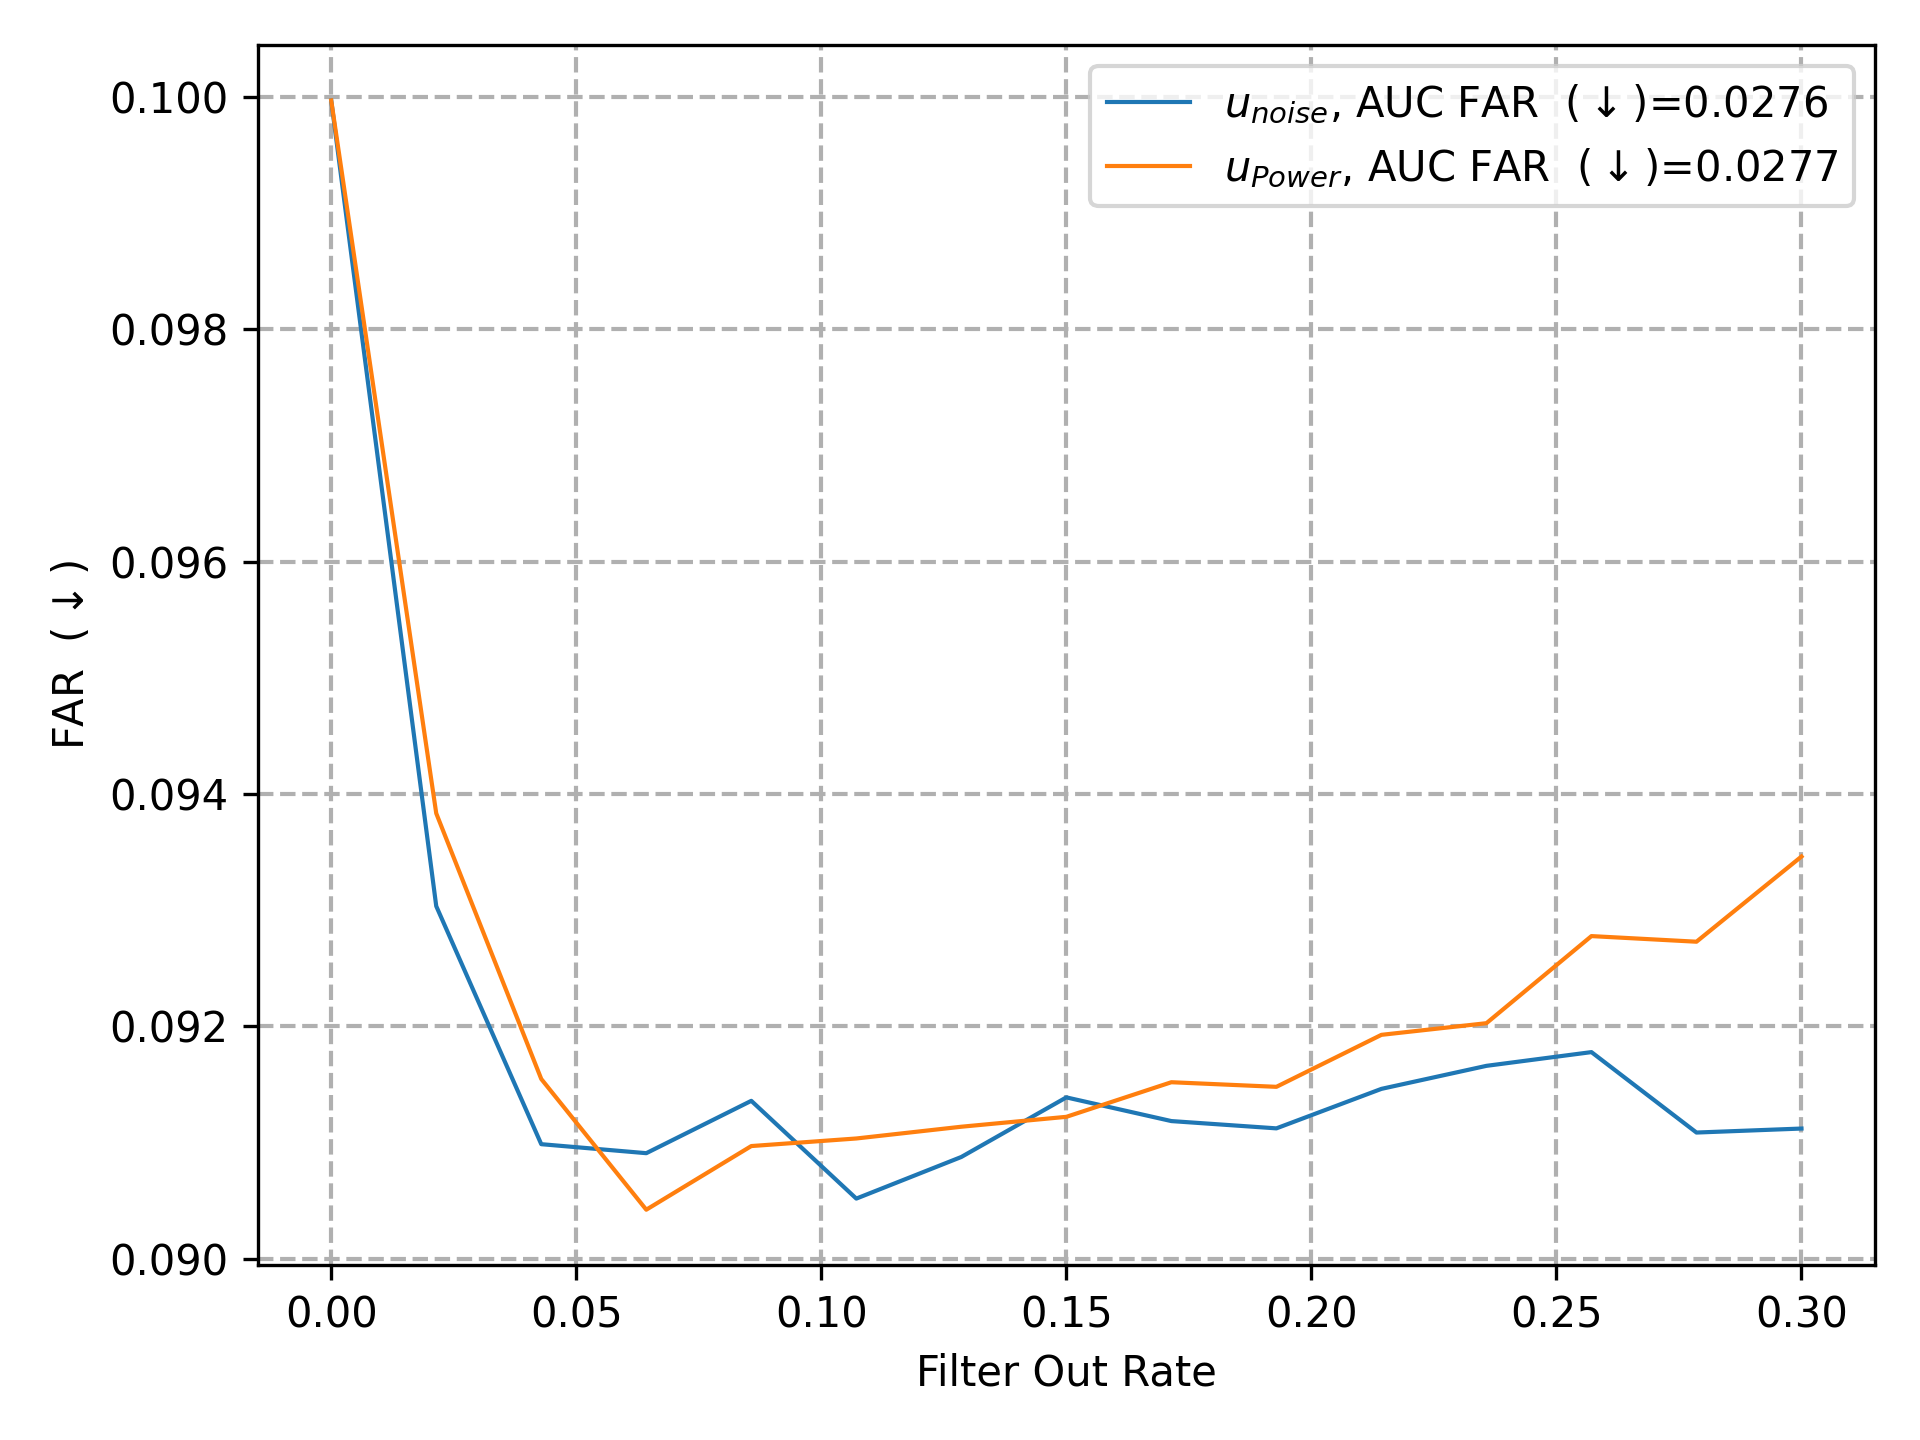 0.100
0.098
0.096
0.094
0.092
0.090
FAR (↓)
0.00 0.05 0.10 0.15 0.20 0.25 0.30
Filter Out Rate
u_noise, AUC FAR (↓)=0.0276
u_Power, AUC FAR (↓)=0.0277